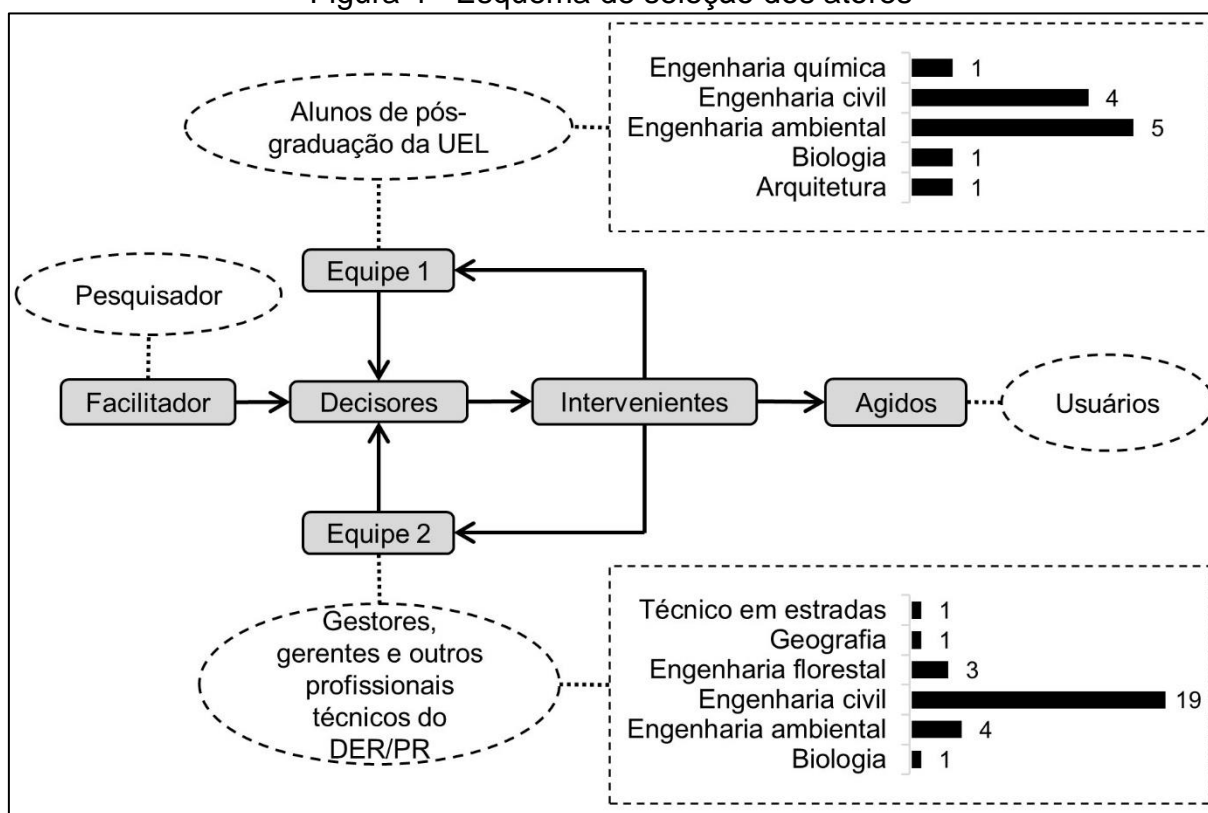 Figura 4 - Esquema de seleção dos atores
Engenharia química 1
Engenharia civil 4
Engenharia ambiental 5
Biologia 1
Arquitetura 1
Alunos de pós-
graduação da UEL
Equipe 1
Pesquisador
Facilitador
Decisores
Intervenientes
Agidos
Usuários
Equipe 2
Gestores,
gerentes e outros
profissionais
técnicos do
DER/PR
Técnico em estradas 1
Geografia 1
Engenharia florestal 3
Engenharia civil 19
Engenharia ambiental 4
Biologia 1